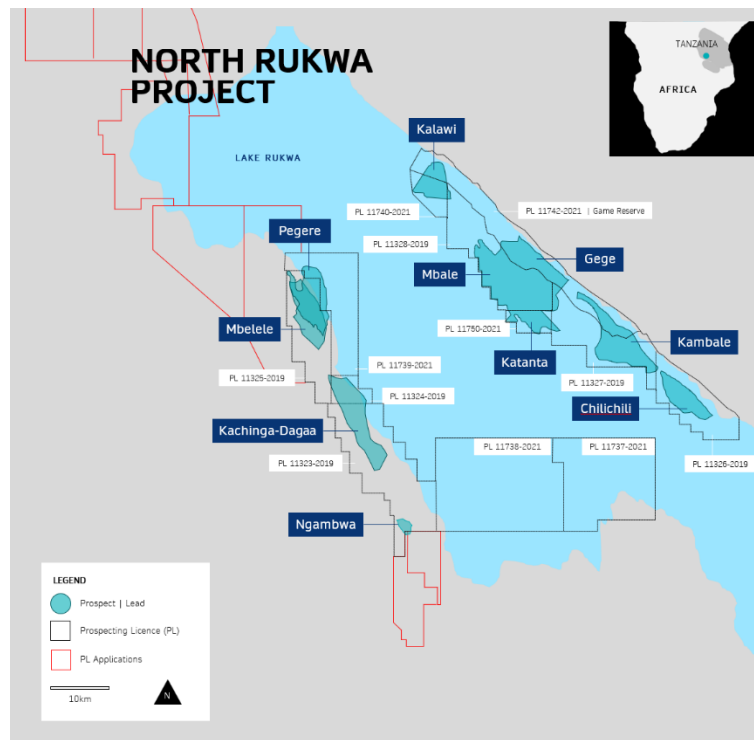 NORTH RUKWA
PROJECT
TANZANIA
AFRICA
LAKE RUKWA
Kalawi
PL 11740-2021
PL 11742-2021 | Game Reserve
Pegere
PL 11328-2019
Gege
Mbale
Mbelele
PL 11750-2021
Katanta
Kambale
PL 11739-2021
PL 11325-2019
PL 11327-2019
PL 11324-2019
Chilichili
Kachinga-Dagaa
PL 11738-2021
PL 11737-2021
PL 11323-2019
PL 11326-2019
Ngambwa
LEGEND
Prospect | Lead
Prospecting Licence (PL)
PL Applications
10km
N